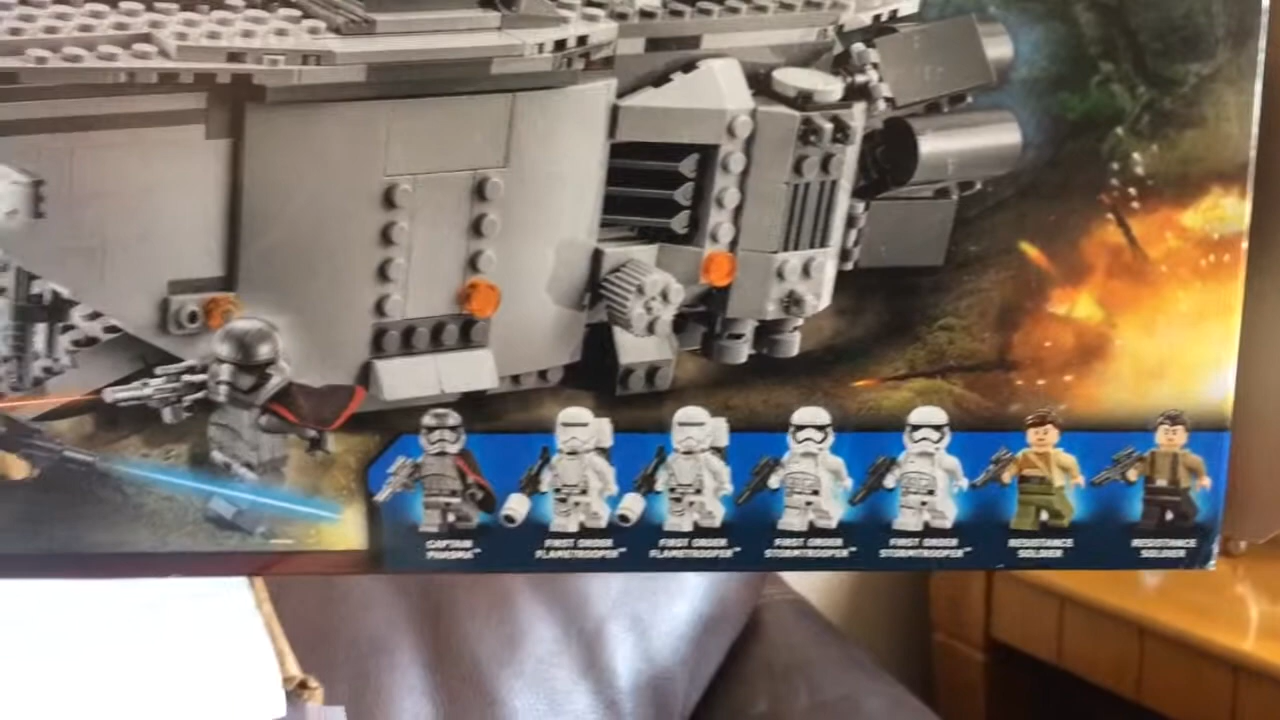 CAPTAIN
PHASMA™
FIRST ORDER
FLAMETROOPER™
FIRST ORDER
FLAMETROOPER™
FIRST ORDER
STORMTROOPER™
FIRST ORDER
STORMTROOPER™
RESISTANCE
SOLDIER
RESISTANCE
SOLDIER